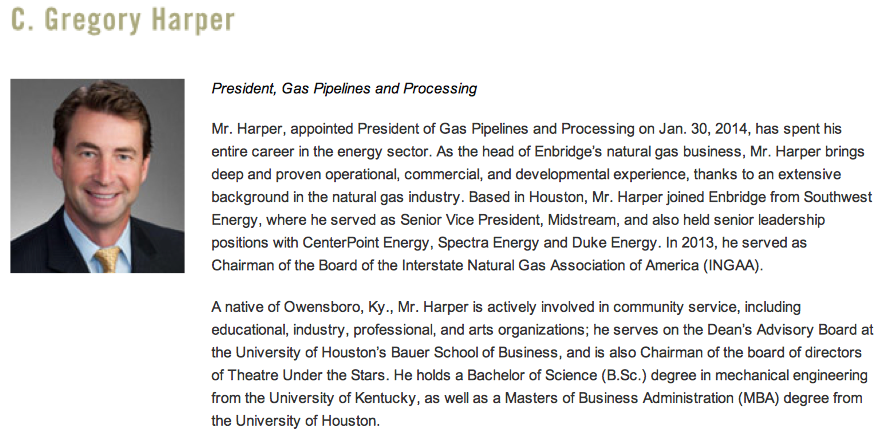 C. Gregory Harper
President, Gas Pipelines and Processing
Mr. Harper, appointed President of Gas Pipelines and Processing on Jan. 30, 2014, has spent his
entire career in the energy sector. As the head of Enbridge's natural gas business, Mr. Harper brings
deep and proven operational, commercial, and developmental experience, thanks to an extensive
background in the natural gas industry. Based in Houston, Mr. Harper joined Enbridge from Southwest
Energy, where he served as Senior Vice President, Midstream, and also held senior leadership
positions with CenterPoint Energy, Spectra Energy and Duke Energy. In 2013, he served as
Chairman of the Board of the Interstate Natural Gas Association of America (INGAA).
A native of Owensboro, Ky., Mr. Harper is actively involved in community service, including
educational, industry, professional, and arts organizations; he serves on the Dean's Advisory Board at
the University of Houston's Bauer School of Business, and is also Chairman of the board of directors
of Theatre Under the Stars. He holds a Bachelor of Science (B.Sc.) degree in mechanical engineering
from the University of Kentucky, as well as a Masters of Business Administration (MBA) degree from
the University of Houston.